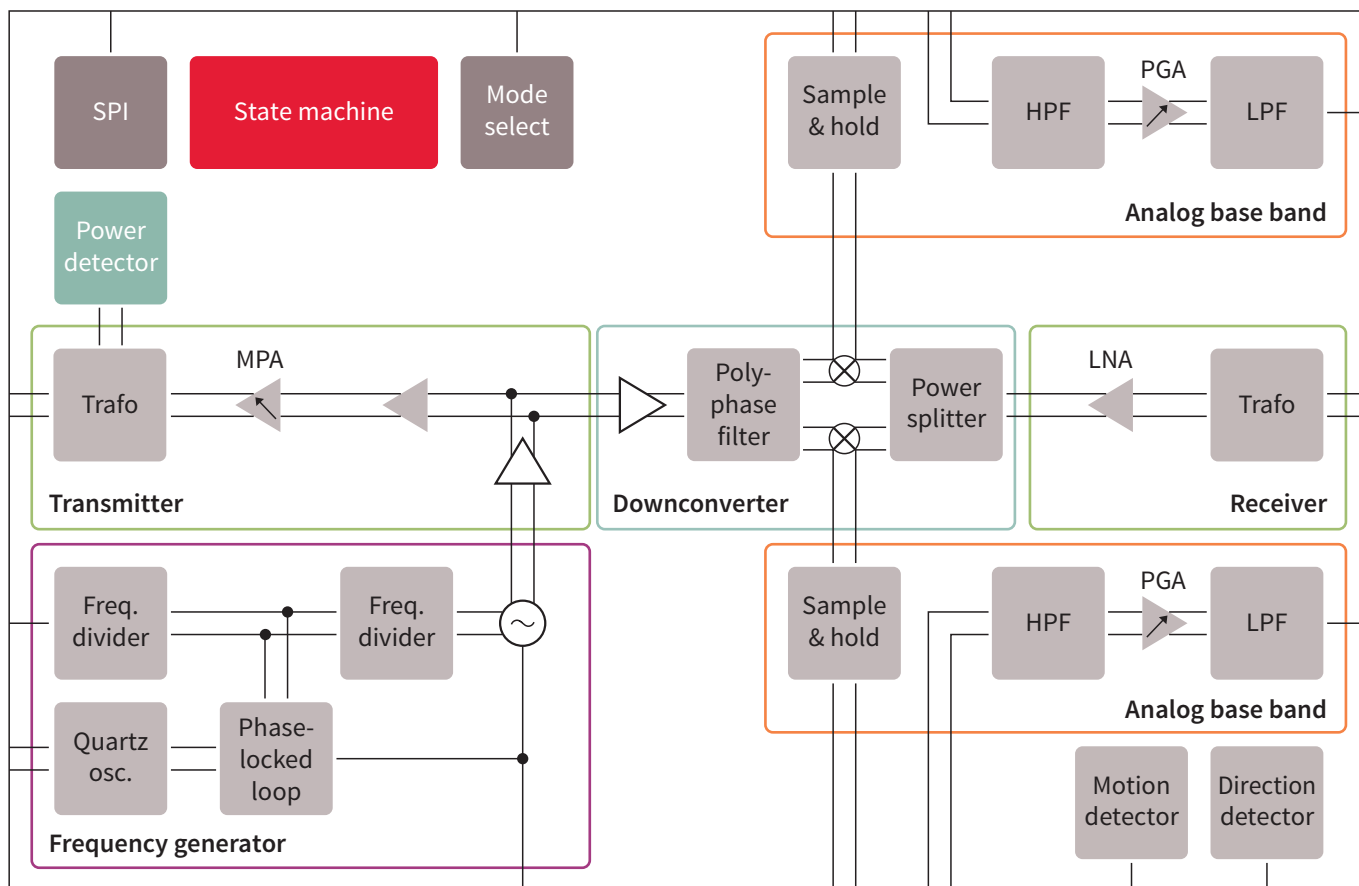 SPI
State machine
Mode
select
Sample
& hold
HPF
PGA
LPF
Analog base band
Power
detector
Trafo
MPA
Transmitter
Poly-
phase
filter
Power
splitter
Downconverter
LNA
Trafo
Receiver
Freq.
divider
Freq.
divider
Quartz
osc.
Phase-
locked
loop
Frequency generator
Sample
& hold
HPF
PGA
LPF
Analog base band
Motion
detector
Direction
detector